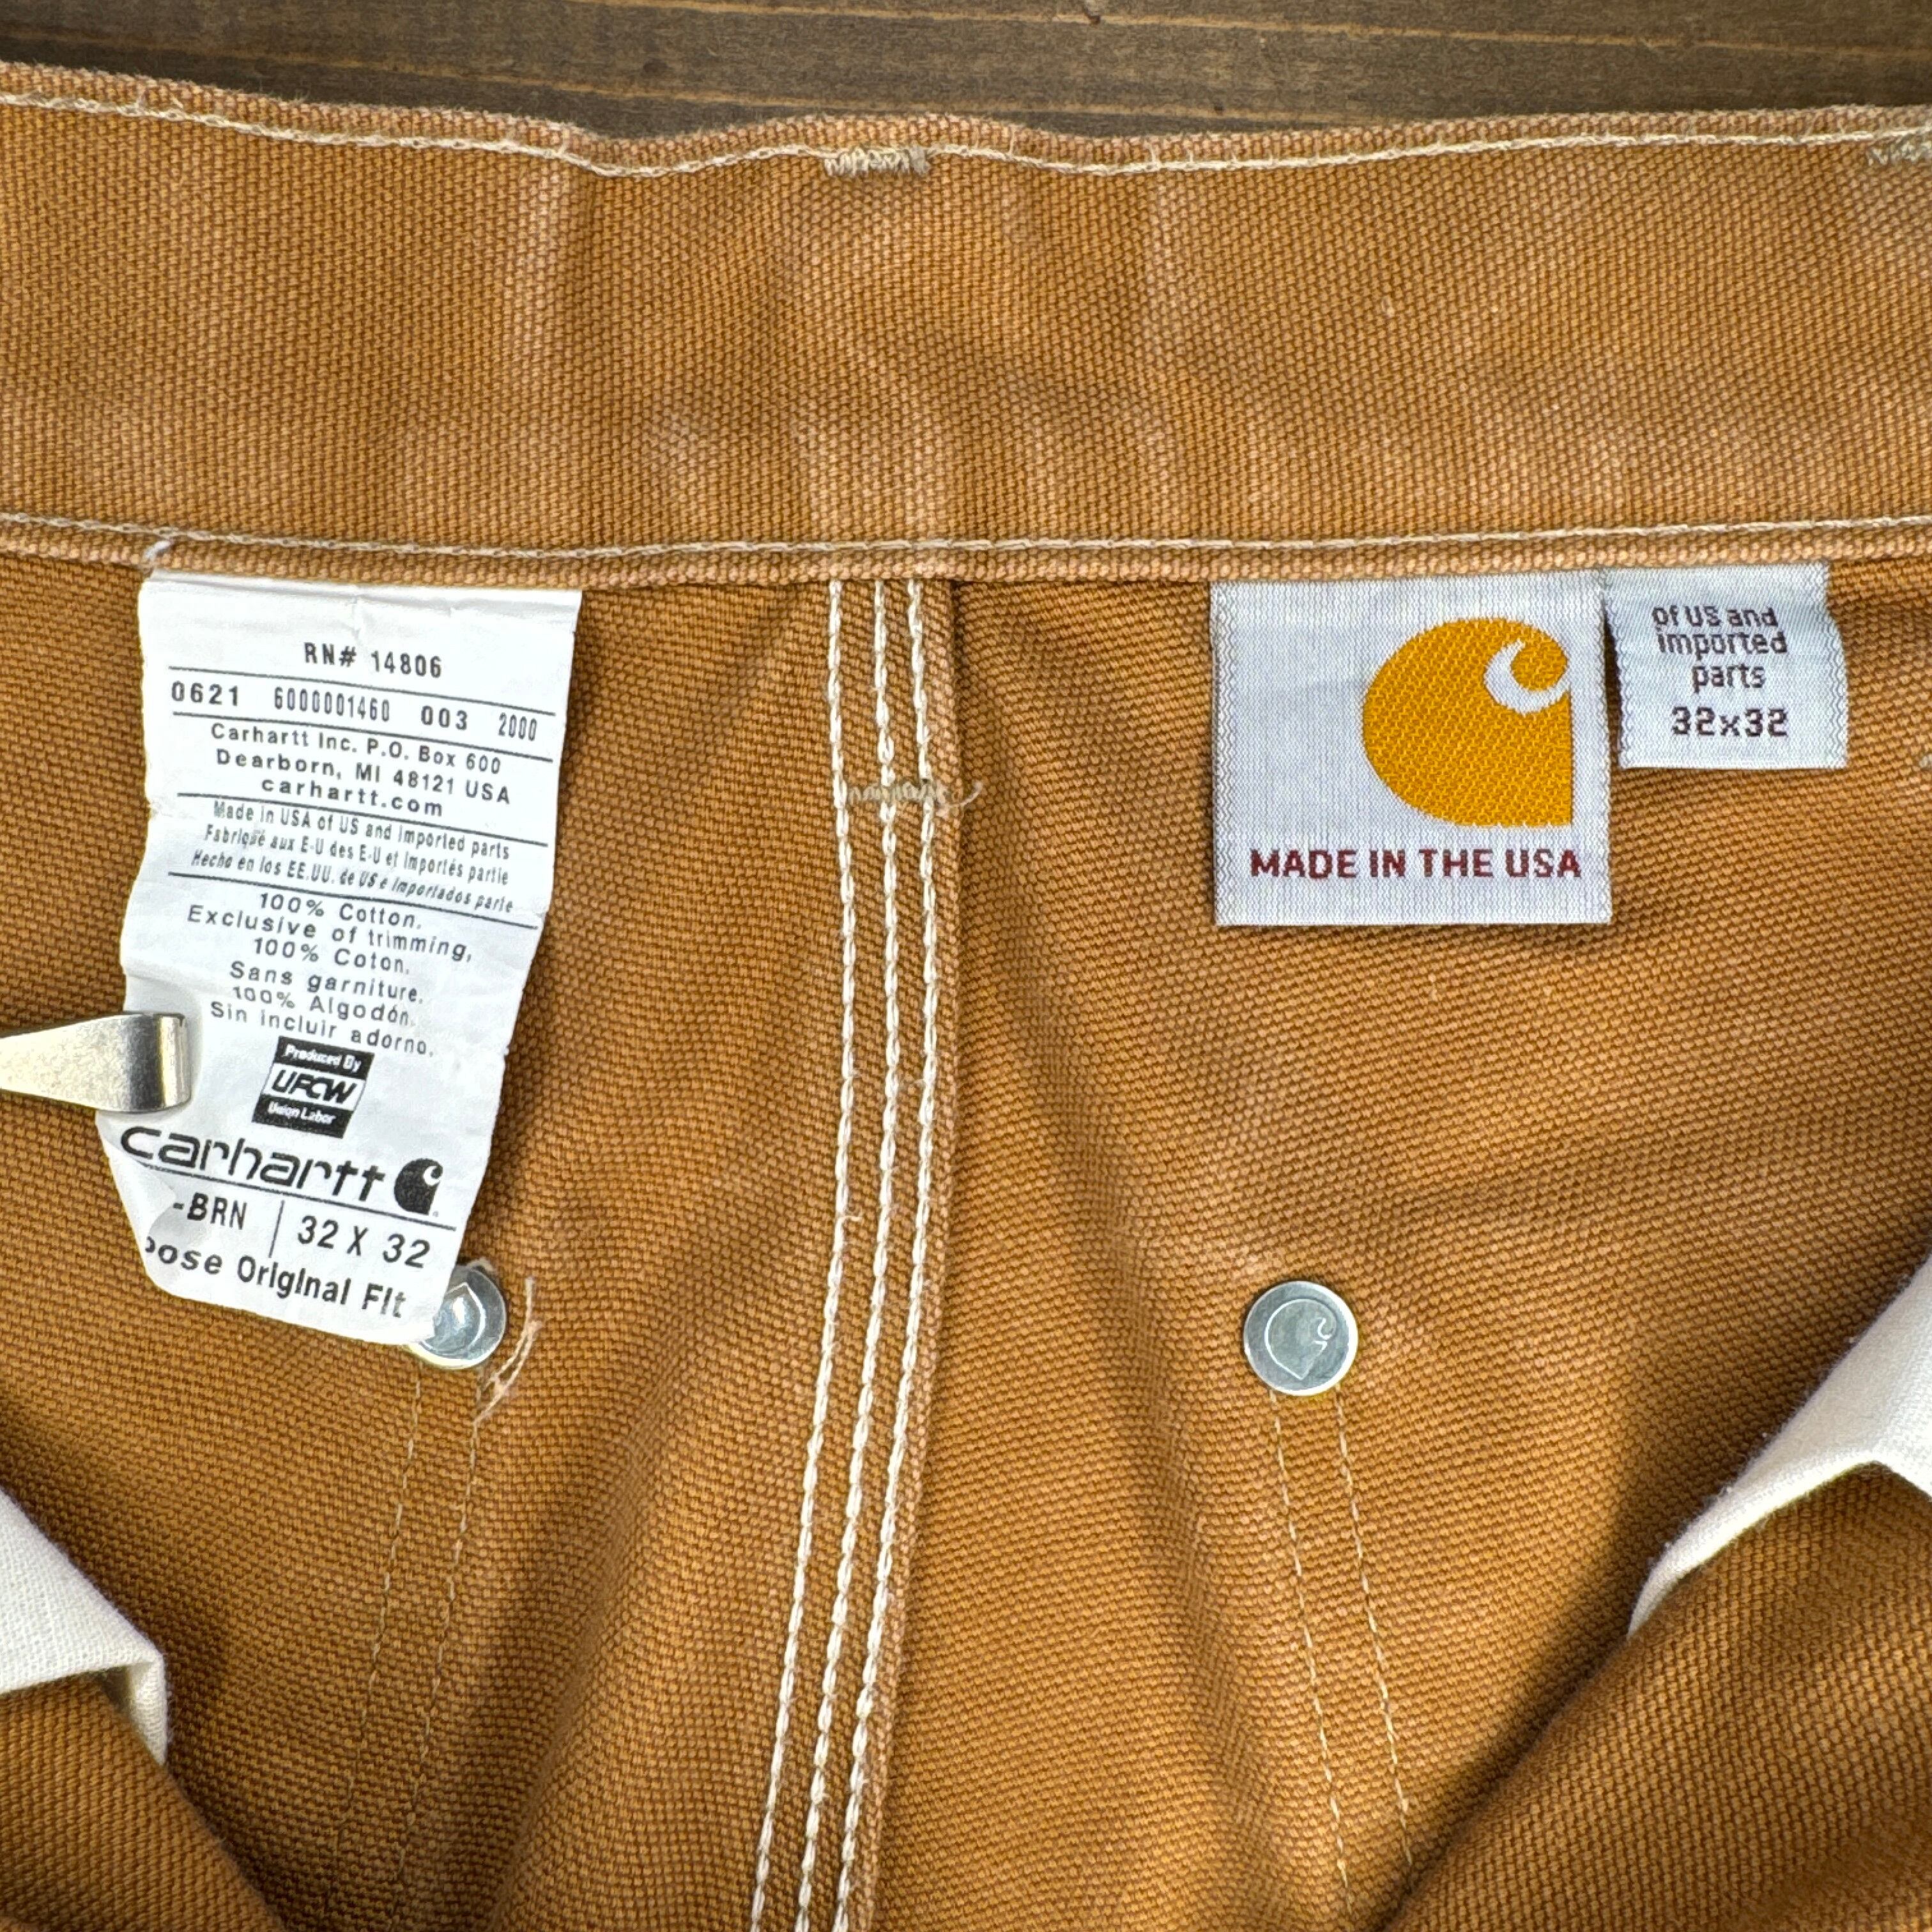 RN# 14806
0621 6000001460 003 2000
Carhartt Inc. P.O. Box 600
Dearborn, MI 48121 USA
carhartt.com
Made in USA of US and imported parts
Fabriqué aux E-U des E-U et importés partie
Hecho en los EE.UU. de US e importados parte
100% Cotton.
Exclusive of trimming,
100% Coton.
Sans garniture.
100% Algodón.
Sin incluir adorno.
Produced By
UFCW
Union Labor
carhartt
-BRN 32 X 32
oose Original Fit
MADE IN THE USA
of US and
imported
parts
32x32